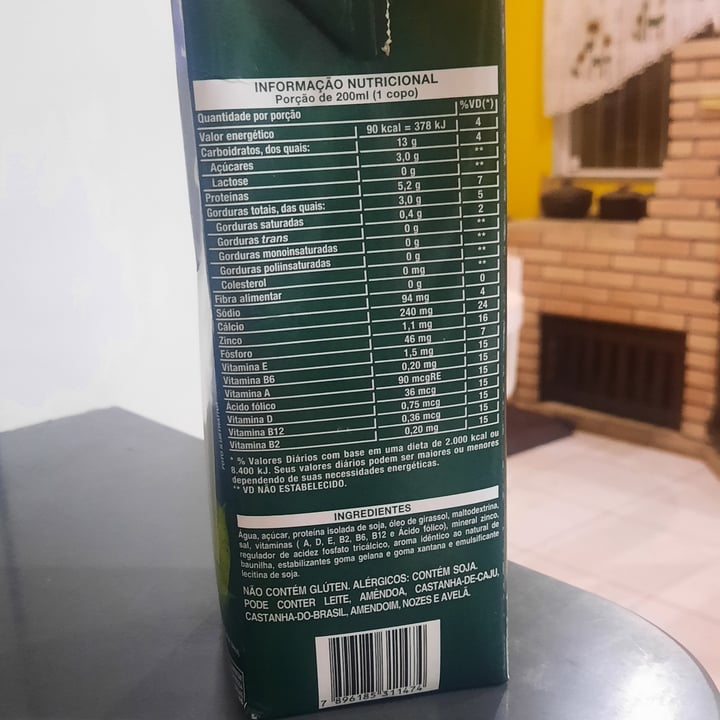 INFORMAÇÃO NUTRICIONAL
Porção de 200ml (1 copo)
Quantidade por porção %VD(*)
Valor energético 90 kcal = 378 kJ 4
Carboidratos, dos quais: 13 g 4
Açúcares 3,0 g **
Lactose 0 g **
Proteínas 5,2 g 7
Gorduras totais, das quais: 3,0 g 5
Gorduras saturadas 0,4 g 2
Gorduras trans 0 g **
Gorduras monoinsaturadas 0 g **
Gorduras poliinsaturadas 0 g **
Colesterol 0 mg **
Fibra alimentar 0 g 0
Sódio 94 mg 4
Cálcio 240 mg 24
Zinco 1,1 mg 16
Fósforo 46 mg 7
Vitamina E 1,5 mg 15
Vitamina B6 0,20 mg 15
Vitamina A 90 mcgRE 15
Ácido fólico 36 mcg 15
Vitamina D 0,75 mcg 15
Vitamina B12 0,36 mcg 15
Vitamina B2 0,20 mg 15
* % Valores Diários com base em uma dieta de 2.000 kcal ou
8.400 kJ. Seus valores diários podem ser maiores ou menores
dependendo de suas necessidades energéticas.
** VD NÃO ESTABELECIDO.
INGREDIENTES
Água, açúcar, proteína isolada de soja, óleo de girassol, maltodextrina,
sal, vitaminas ( A, D, E, B2, B6, B12 e Ácido fólico), mineral zinco,
regulador de acidez fosfato tricálcico, aroma idêntico ao natural de
baunilha, estabilizantes goma gelana e goma xantana e emulsificante
lecitina de soja.
NÃO CONTÉM GLÚTEN. ALÉRGICOS: CONTÉM SOJA.
PODE CONTER LEITE, AMÊNDOA, CASTANHA-DE-CAJU,
CASTANHA-DO-BRASIL, AMENDOIM, NOZES E AVELÃ.
7 896185 311474